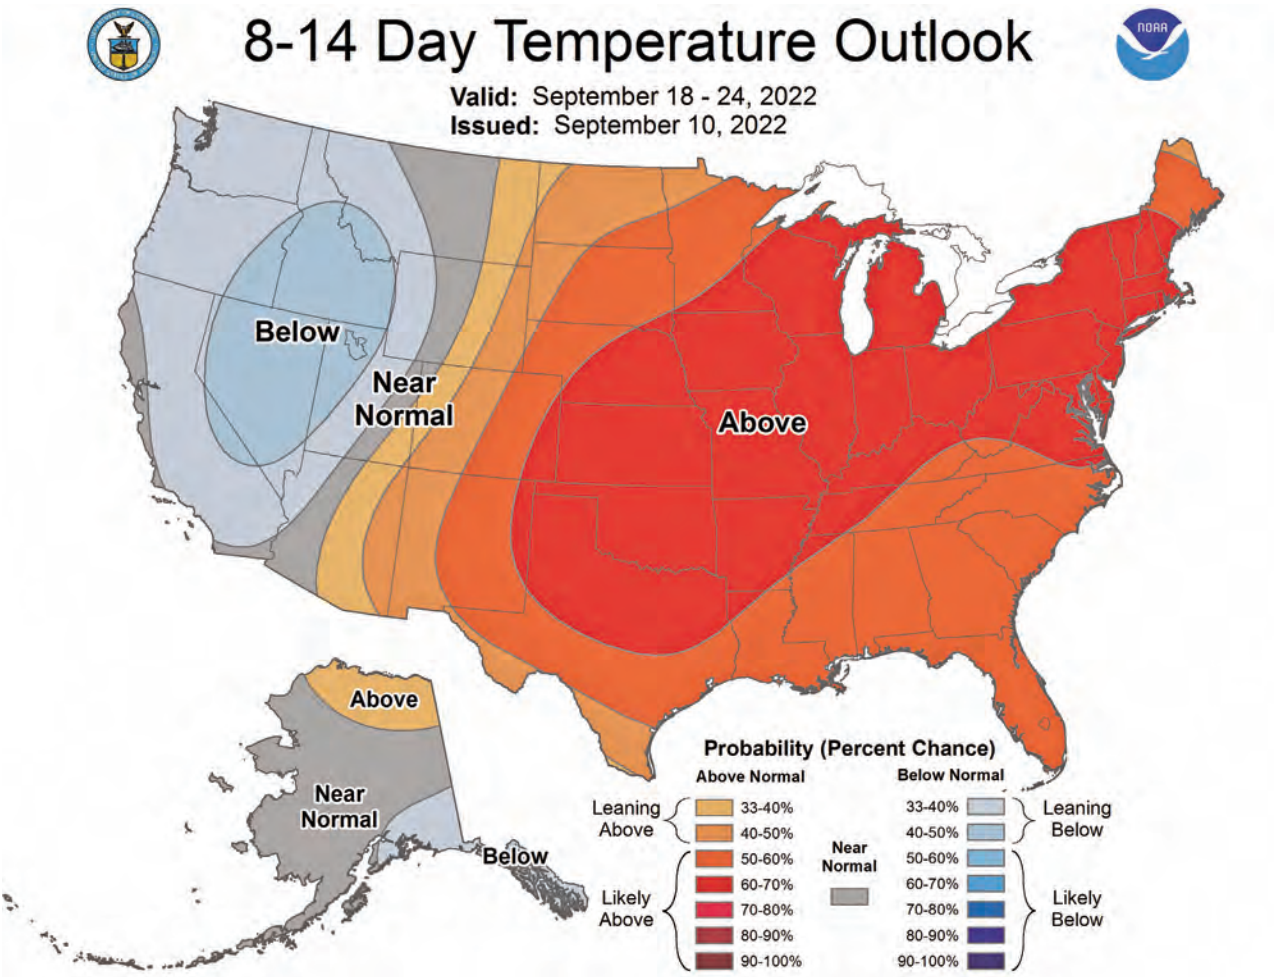 8-14 Day Temperature Outlook
NOAA
Valid: September 18 - 24, 2022
Issued: September 10, 2022
Below
Near
Normal
Above
Above
Near
Normal
Below
Probability (Percent Chance)
Above Normal
Below Normal
Leaning
Above
33-40%
40-50%
Likely
Above
50-60%
60-70%
70-80%
80-90%
90-100%
Near
Normal
33-40%
40-50%
Leaning
Below
50-60%
60-70%
70-80%
80-90%
90-100%
Likely
Below